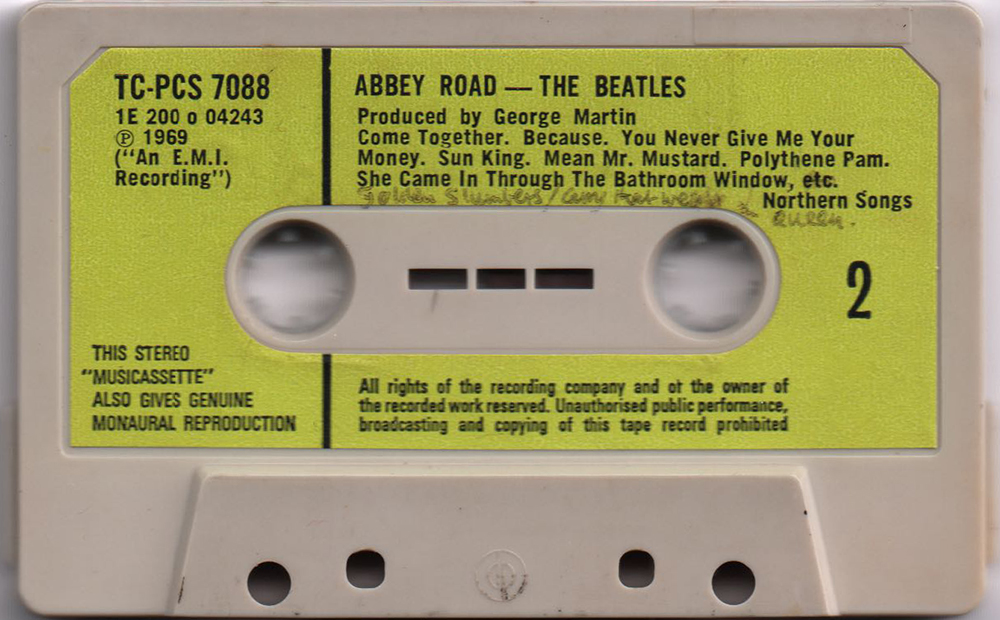 TC-PCS 7088
1E 200 o 04243
Ⓟ 1969
("An E.M.I.
Recording")
ABBEY ROAD — THE BEATLES
Produced by George Martin
Come Together. Because. You Never Give Me Your
Money. Sun King. Mean Mr. Mustard. Polythene Pam.
She Came In Through The Bathroom Window, etc.
Golden Slumbers/
Northern Songs
Queen.
2
THIS STEREO
"MUSICASSETTE"
ALSO GIVES GENUINE
MONAURAL REPRODUCTION
All rights of the recording company and of the owner of
the recorded work reserved. Unauthorised public performance,
broadcasting and copying of this tape record prohibited